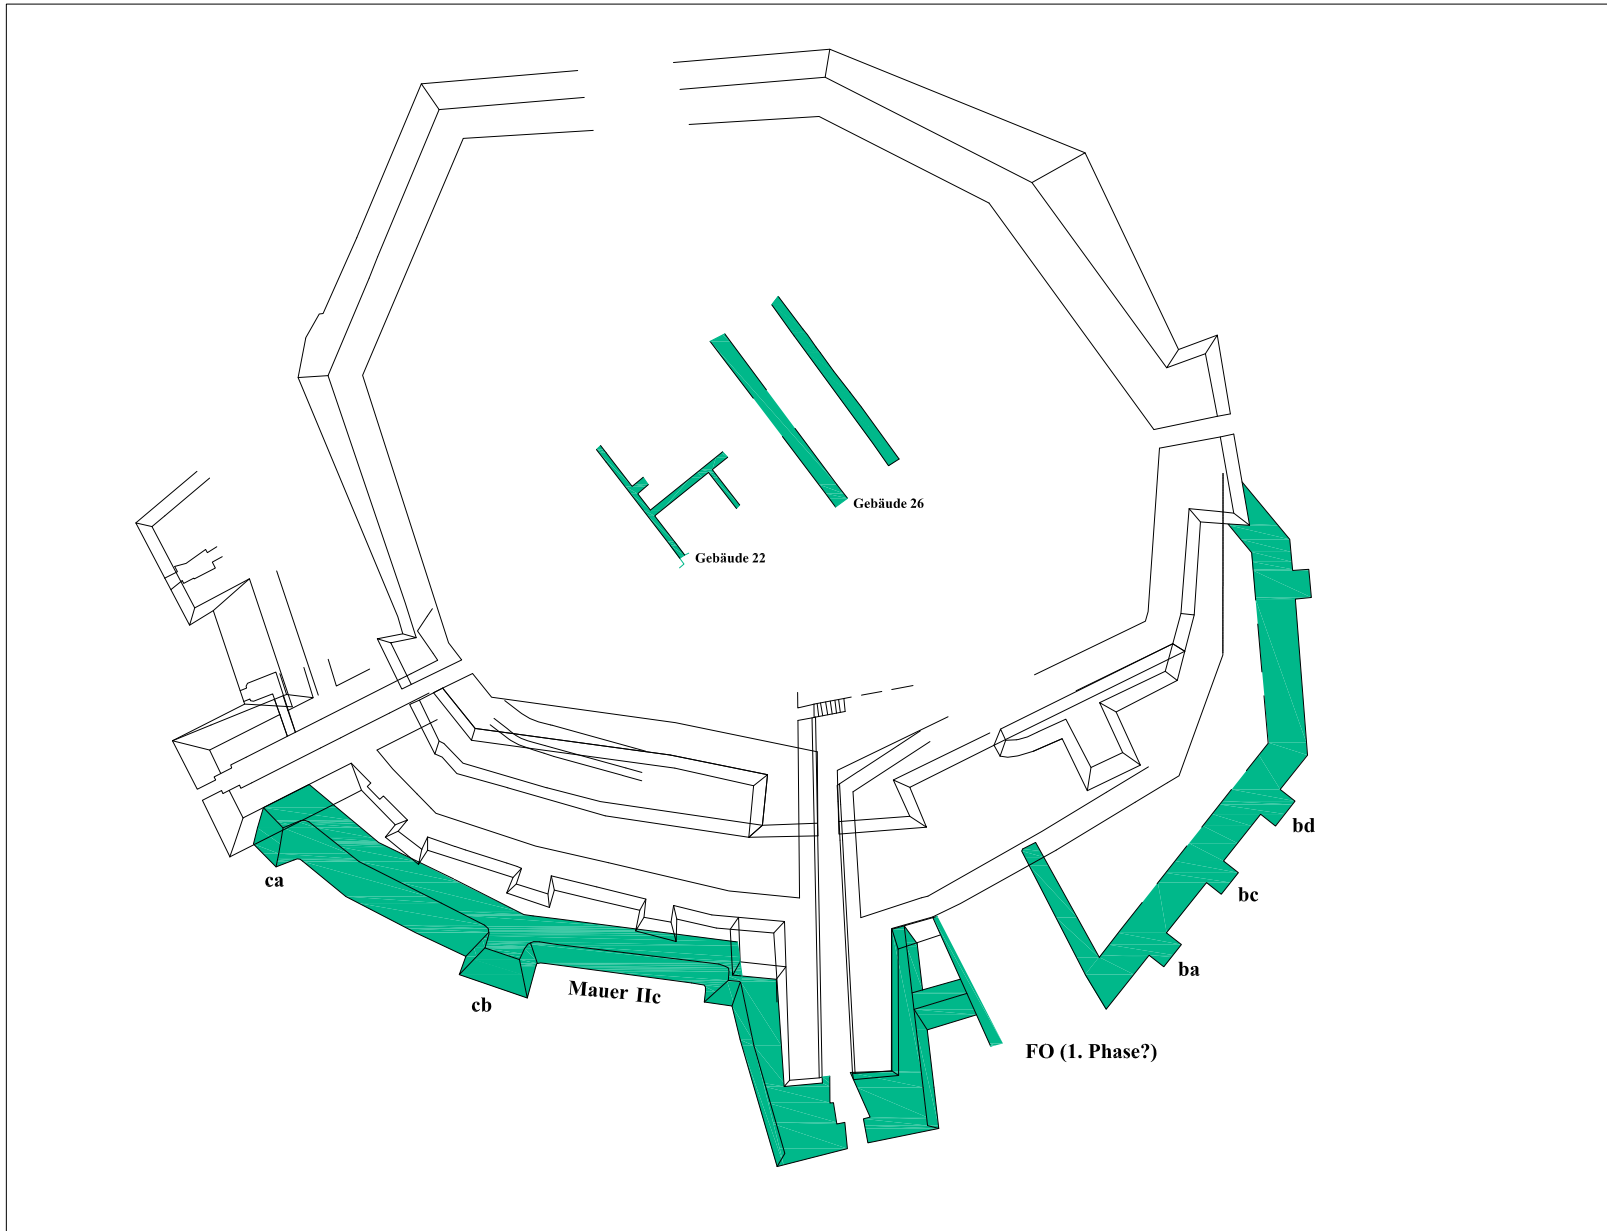 Gebäude 26
Gebäude 22
bd
ca
bc
ba
cb
Mauer IIc
FO (1. Phase?)